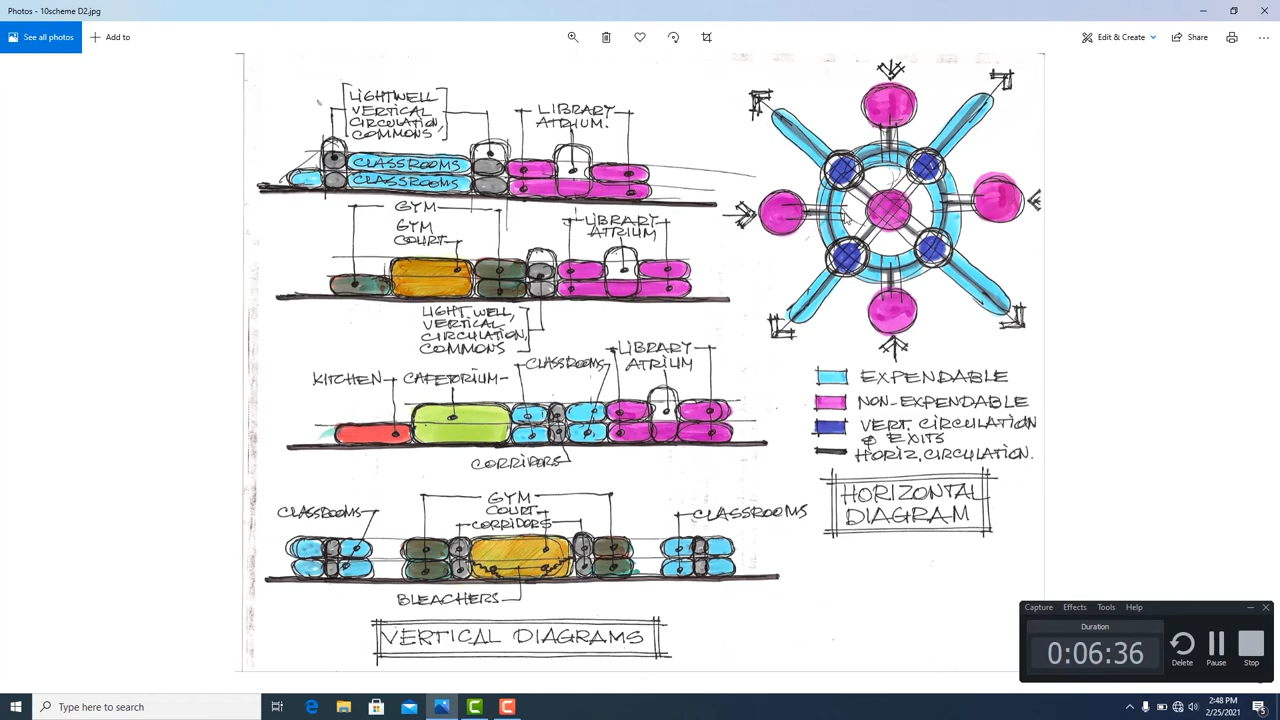 Photos - 10scheme D2.jpg
See all photos
Add to
Edit & Create
Share
LIGHTWELL
VERTICAL
CIRCULATION,
COMMONS
LIBRARY
ATRIUM.
CLASSROOMS
CLASSROOMS
GYM
GYM
COURT
LIBRARY
ATRIUM
LIGHT WELL,
VERTICAL
CIRCULATION,
COMMONS
KITCHEN
CAFETORIUM
CLASSROOMS
LIBRARY
ATRIUM
CORRIDORS
CLASSROOMS
GYM
COURT
CORRIDORS
CLASSROOMS
BLEACHERS
VERTICAL DIAGRAMS
EXPENDABLE
NON-EXPENDABLE
VERT. CIRCULATION
& EXITS
HORIZ. CIRCULATION.
HORIZONTAL
DIAGRAM
Capture Effects Tools Help
Duration
0:06:36
Delete
Pause
Stop
Type here to search
2:48 PM
2/25/2021
5